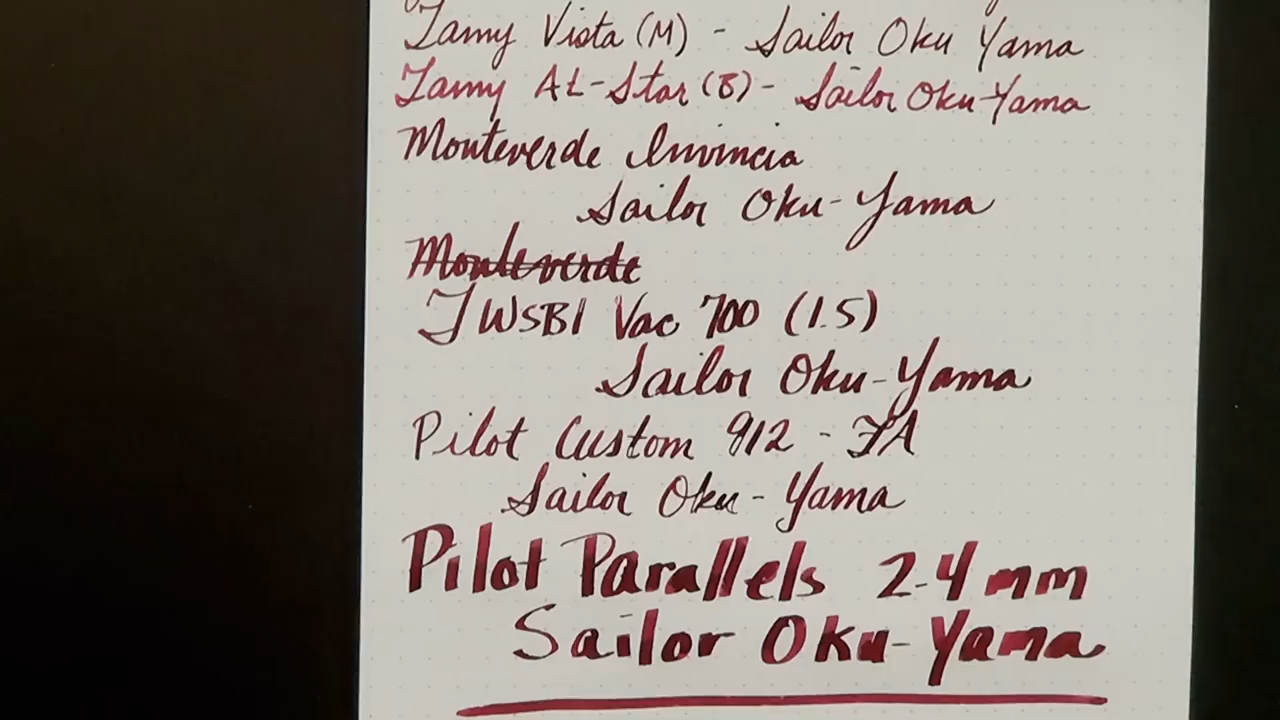 Lamy Vista (M) - Sailor Oku Yama
Lamy AL-Star (B) - Sailor Oku-Yama
Monteverde Invincia
Sailor Oku-Yama
Monteverde
TWSBI Vac 700 (1.5)
Sailor Oku-Yama
Pilot Custom 912 - FA
Sailor Oku-Yama
Pilot Parallels 2.4 mm
Sailor Oku-Yama